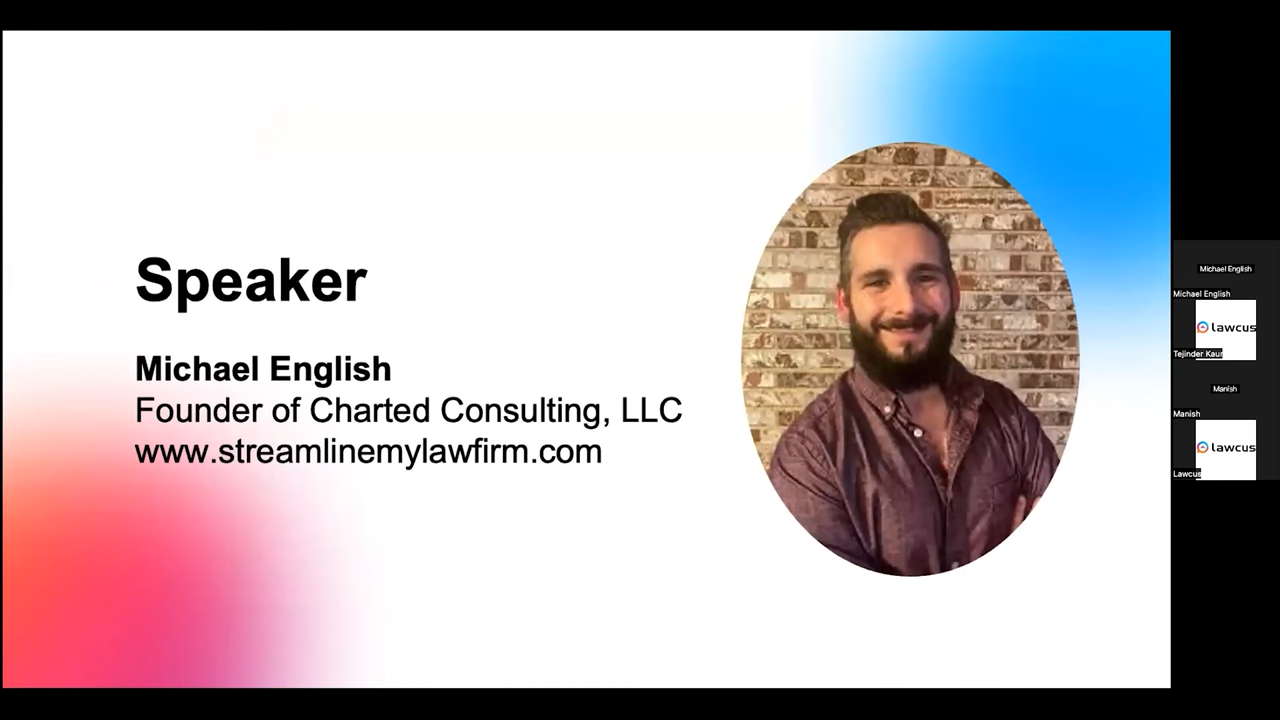 Speaker
Michael English
Founder of Charted Consulting, LLC
www.streamlinemylawfirm.com
Michael English
Michael English
lawcus
Tejinder Kaur
Manish
Manish
lawcus
Lawcus